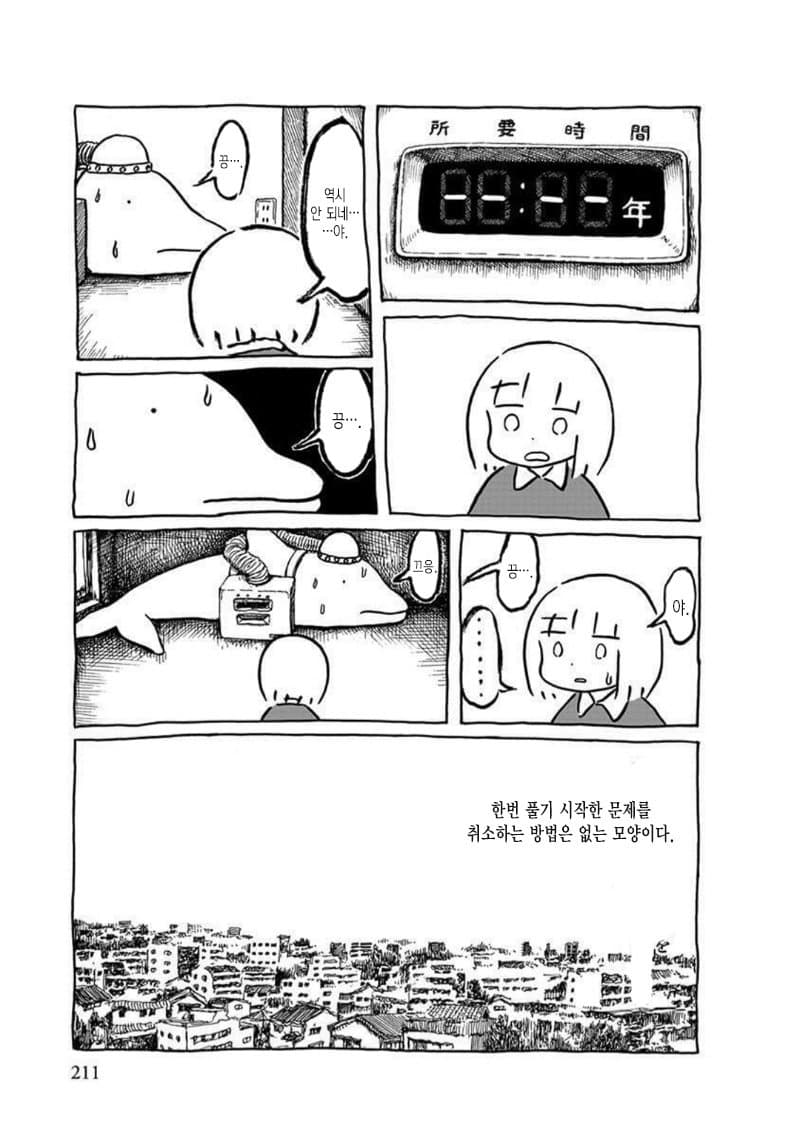 所要時間
--:--年
역시
안 되네…
…야.
끙….
끙….
야.
끙….
……
끄응.
한번 풀기 시작한 문제를
취소하는 방법은 없는 모양이다.
211